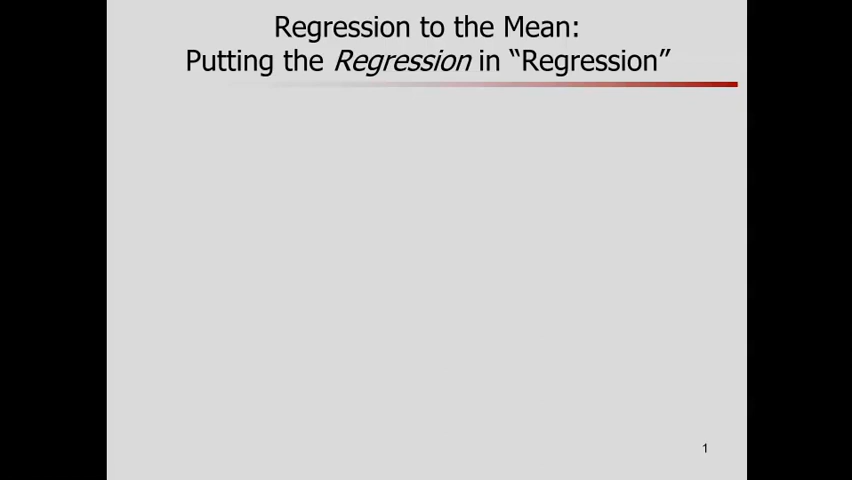 Regression to the Mean:
Putting the Regression in “Regression”
1